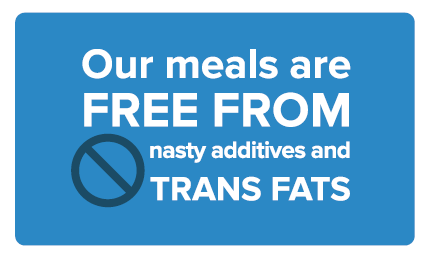 Our meals are
FREE FROM
nasty additives and
TRANS FATS